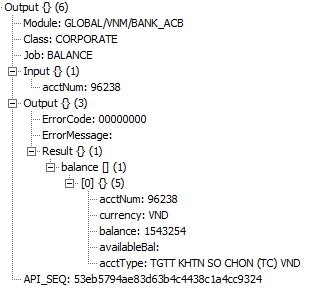 Output {} (6)
Module: GLOBAL/VNM/BANK_ACB
Class: CORPORATE
Job: BALANCE
Input {} (1)
acctNum: 96238
Output {} (3)
ErrorCode: 00000000
ErrorMessage:
Result {} (1)
balance [] (1)
[0] {} (5)
acctNum: 96238
currency: VND
balance: 1543254
availableBal:
acctType: TGTT KHTN SO CHON (TC) VND
API_SEQ: 53eb5794ae83d63b4c4438c1a4cc9324